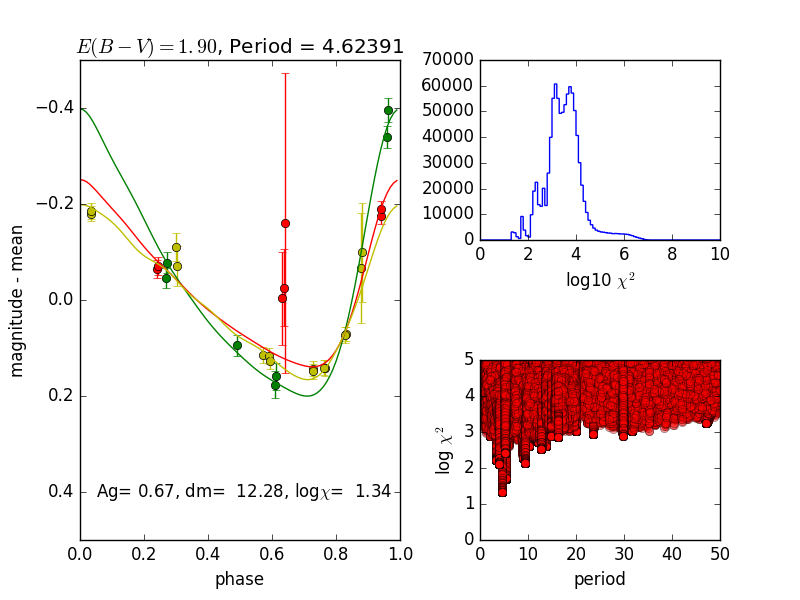 E(B−V)=1.90, Period = 4.62391
−0.4
−0.2
0.0
0.2
0.4
magnitude - mean
Ag= 0.67, dm=  12.28, logχ=  1.34
0.0 0.2 0.4 0.6 0.8 1.0
phase
70000
60000
50000
40000
30000
20000
10000
0
0 2 4 6 8 10
log10 χ²
5
4
3
2
1
0
log χ²
0 10 20 30 40 50
period